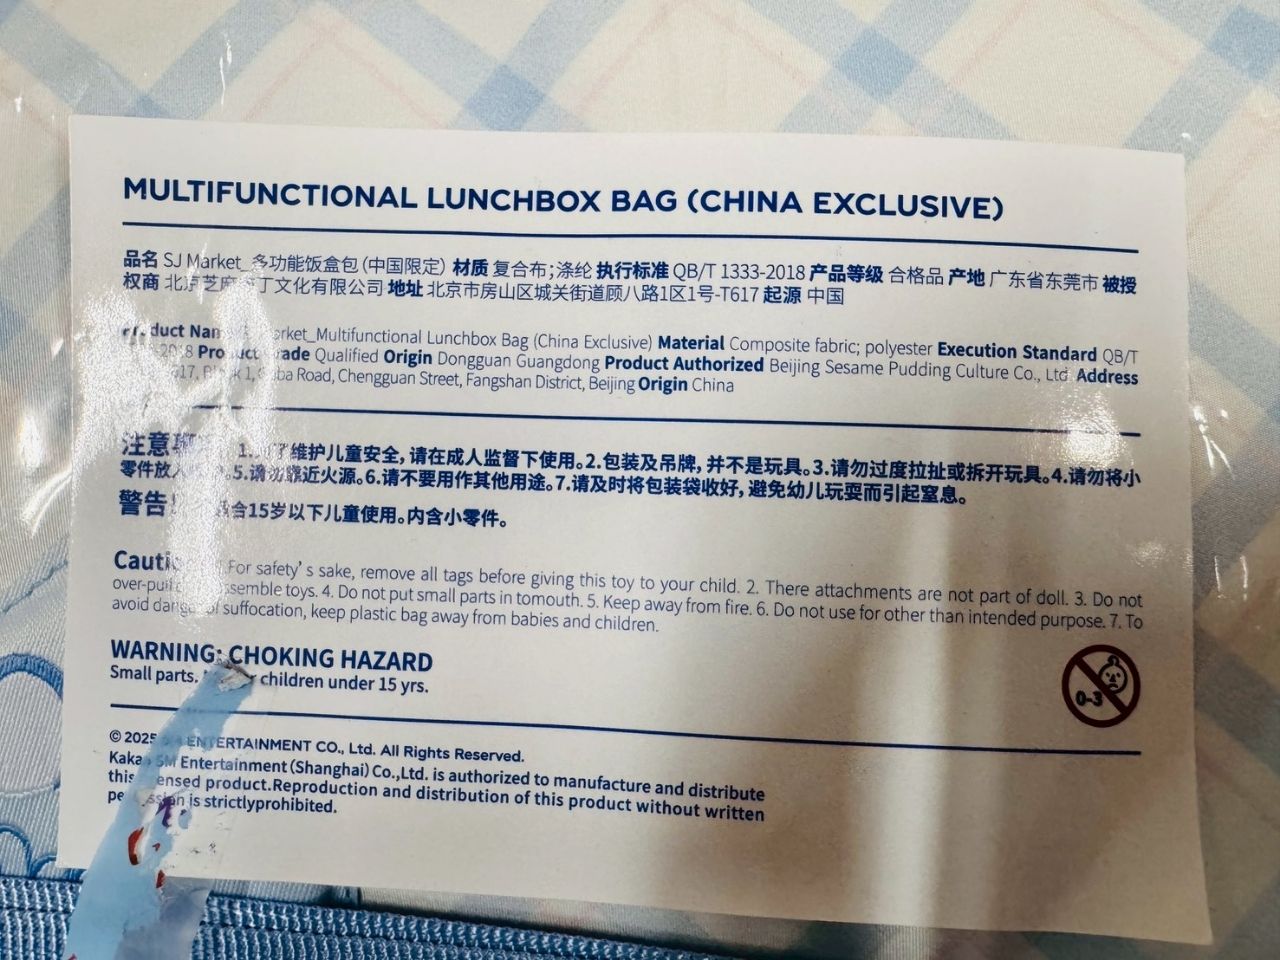 MULTIFUNCTIONAL LUNCHBOX BAG (CHINA EXCLUSIVE)
品名 SJ Market_多功能饭盒包(中国限定) 材质 复合布;涤纶 执行标准 QB/T 1333-2018 产品等级 合格品 产地 广东省东莞市 被授
权商 北京芝麻 丁文化有限公司 地址 北京市房山区城关街道顾八路1区1号-T617 起源 中国
Product Market_Multifunctional Lunchbox Bag (China Exclusive) Material Composite fabric; polyester Execution Standard QB/T
Product Grade Qualified Origin Dongguan Guangdong Product Authorized Beijing Sesame Pudding Culture Co., Ltd. Address
1, Road, Chengguan Street, Fangshan District, Beijing Origin China
注意 1. 维护儿童安全,请在成人监督下使用。2.包装及吊牌,并不是玩具。3.请勿过度拉扯或拆开玩具。4.请勿将小
零件放入 。5.请勿靠近火源。6.请不要用作其他用途。7.请及时将包装袋收好,避免幼儿玩耍而引起窒息。
警告 合15岁以下儿童使用。内含小零件。
For safety's sake, remove all tags before giving this toy to your child. 2. There attachments are not part of doll. 3. Do not
over-pull toys. 4. Do not put small parts in tomouth. 5. Keep away from fire. 6. Do not use for other than intended purpose. 7. To
avoid danger of suffocation, keep plastic bag away from babies and children.
WARNING: CHOKING HAZARD
Small parts. children under 15 yrs.
0-3
© 2025 ENTERTAINMENT CO., Ltd. All Rights Reserved.
SM Entertainment (Shanghai) Co.,Ltd. is authorized to manufacture and distribute
this product.Reproduction and distribution of this product without written
is strictlyprohibited.